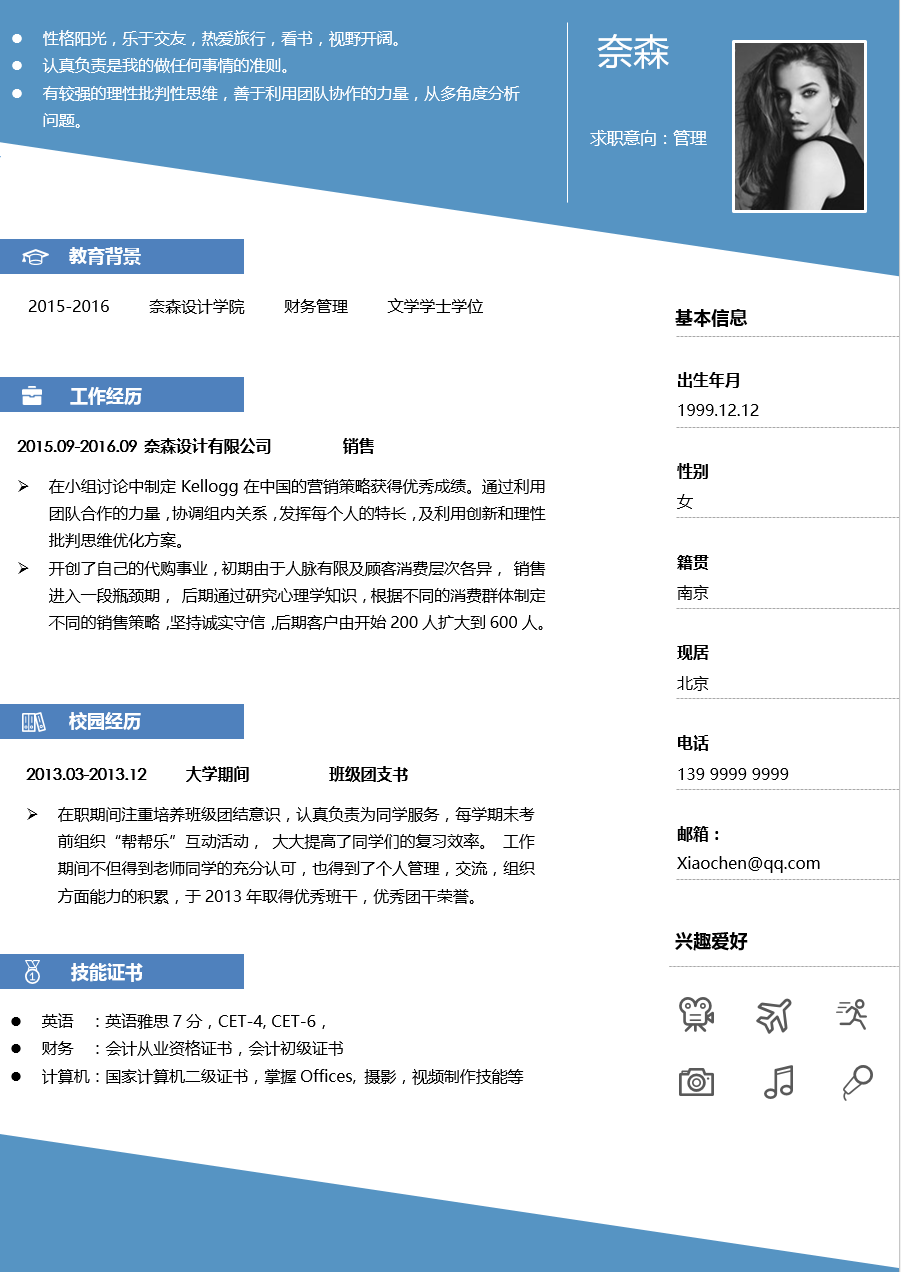 性格阳光，乐于交友，热爱旅行，看书，视野开阔。
认真负责是我的做任何事情的准则。
有较强的理性批判性思维，善于利用团队协作的力量，从多角度分析
问题。
奈森
求职意向：管理
教育背景
2015-2016 奈森设计学院 财务管理 文学学士学位
工作经历
2015.09-2016.09 奈森设计有限公司 销售
在小组讨论中制定 Kellogg 在中国的营销策略获得优秀成绩。通过利用
团队合作的力量，协调组内关系，发挥每个人的特长，及利用创新和理性
批判思维优化方案。
开创了自己的代购事业，初期由于人脉有限及顾客消费层次各异， 销售
进入一段瓶颈期， 后期通过研究心理学知识，根据不同的消费群体制定
不同的销售策略，坚持诚实守信，后期客户由开始 200 人扩大到 600 人。
校园经历
2013.03-2013.12 大学期间 班级团支书
在职期间注重培养班级团结意识，认真负责为同学服务，每学期末考
前组织“帮帮乐”互动活动， 大大提高了同学们的复习效率。 工作
期间不但得到老师同学的充分认可，也得到了个人管理，交流，组织
方面能力的积累，于 2013 年取得优秀班干，优秀团干荣誉。
1
技能证书
英语 ：英语雅思 7 分，CET-4, CET-6，
财务 ：会计从业资格证书，会计初级证书
计算机：国家计算机二级证书，掌握 Offices, 摄影，视频制作技能等
基本信息
出生年月
1999.12.12
性别
女
籍贯
南京
现居
北京
电话
139 9999 9999
邮箱：
Xiaochen@qq.com
兴趣爱好